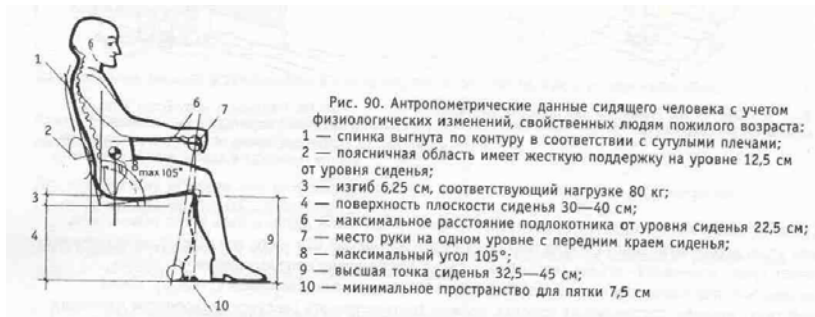 Рис. 90. Антропометрические данные сидящего человека с учетом
физиологических изменений, свойственных людям пожилого возраста:
1 — спинка выгнута по контуру в соответствии с сутулыми плечами;
2 — поясничная область имеет жесткую поддержку на уровне 12,5 см
от уровня сиденья;
3 — изгиб 6,25 см, соответствующий нагрузке 80 кг;
4 — поверхность плоскости сиденья 30—40 см;
6 — максимальное расстояние подлокотника от уровня сиденья 22,5 см;
7 — место руки на одном уровне с передним краем сиденья;
8 — максимальный угол 105°;
9 — высшая точка сиденья 32,5—45 см;
10 — минимальное пространство для пятки 7,5 см
6
1
6
7
2
8
max 105°
3
4
9
10